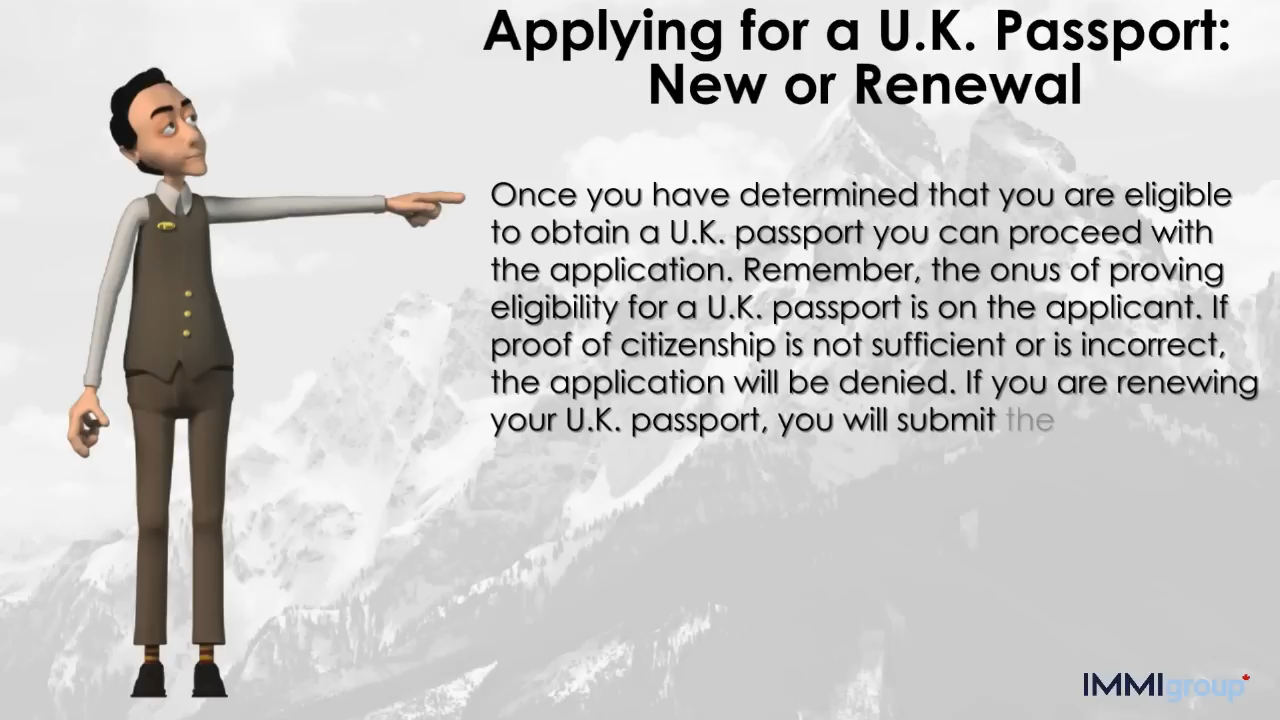 Applying for a U.K. Passport:
New or Renewal
Once you have determined that you are eligible
to obtain a U.K. passport you can proceed with
the application. Remember, the onus of proving
eligibility for a U.K. passport is on the applicant. If
proof of citizenship is not sufficient or is incorrect,
the application will be denied. If you are renewing
your U.K. passport, you will submit the
IMMIgroup